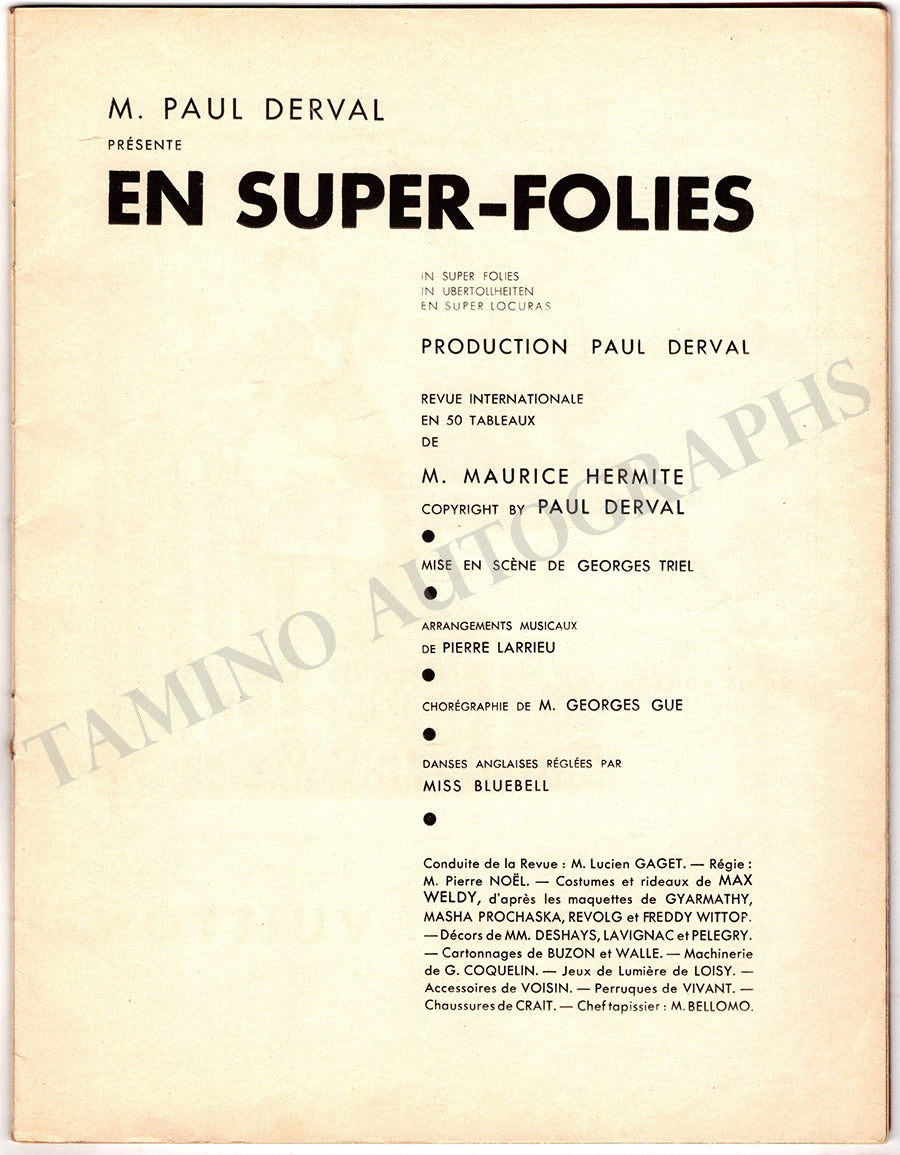 M. PAUL DERVAL
PRÉSENTE
EN SUPER-FOLIES
IN SUPER FOLIES
IN UBERTOLLHEITEN
EN SUPER LOCURAS
PRODUCTION PAUL DERVAL
REVUE INTERNATIONALE
EN 50 TABLEAUX
DE
M. MAURICE HERMITE
COPYRIGHT BY PAUL DERVAL
MISE EN SCÈNE DE GEORGES TRIEL
ARRANGEMENTS MUSICAUX
DE PIERRE LARRIEU
CHORÉGRAPHIE DE M. GEORGES GUE
DANSES ANGLAISES RÉGLÉES PAR
MISS BLUEBELL
Conduite de la Revue : M. Lucien GAGET. — Régie :
M. Pierre NOËL. — Costumes et rideaux de MAX
WELDY, d'après les maquettes de GYARMATHY,
MASHA PROCHASKA, REVOLG et FREDDY WITTOP.
— Décors de MM. DESHAYS, LAVIGNAC et PELEGRY.
— Cartonnages de BUZON et WALLE. — Machinerie
de G. COQUELIN. — Jeux de Lumière de LOISY. —
Accessoires de VOISIN. — Perruques de VIVANT. —
Chaussures de CRAIT. — Chef tapissier : M. BELLOMO.
TAMINO AUTOGRAPHS